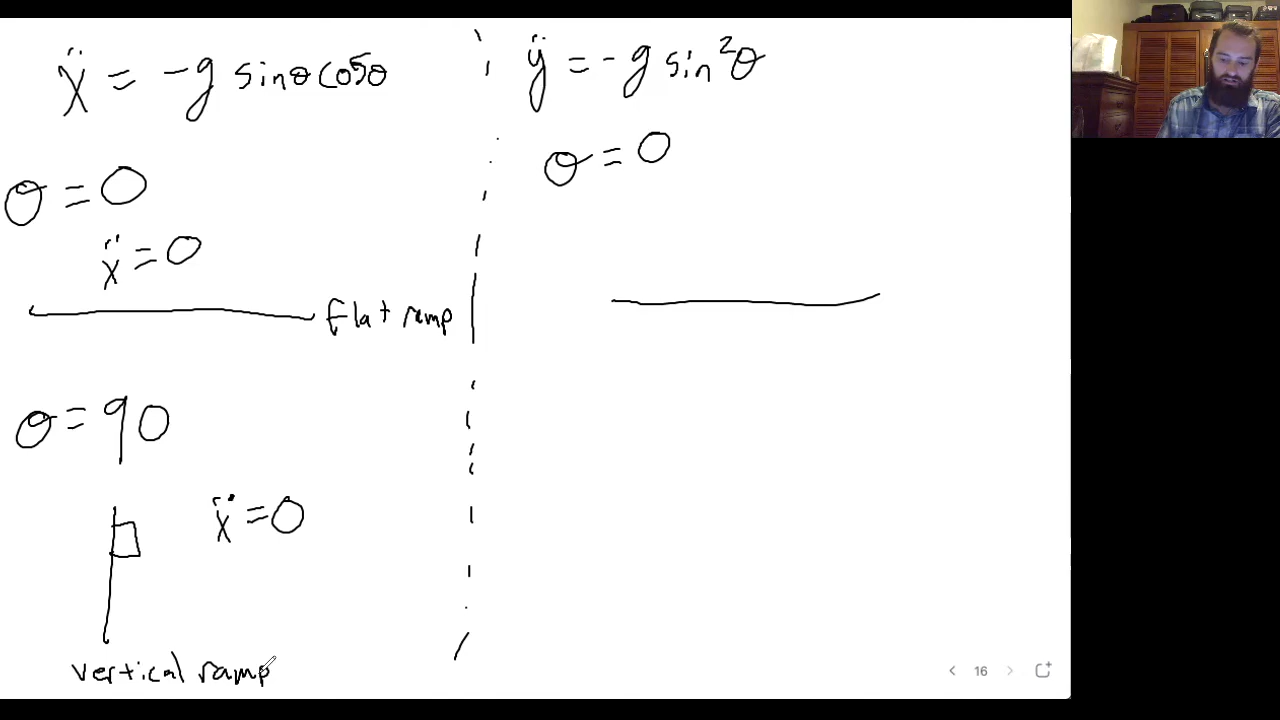 ẍ = -g sinθ cosθ
θ = 0
ẍ = 0
flat ramp
θ = 90
ẍ = 0
vertical ramp
ÿ = -g sin²θ
θ = 0
16